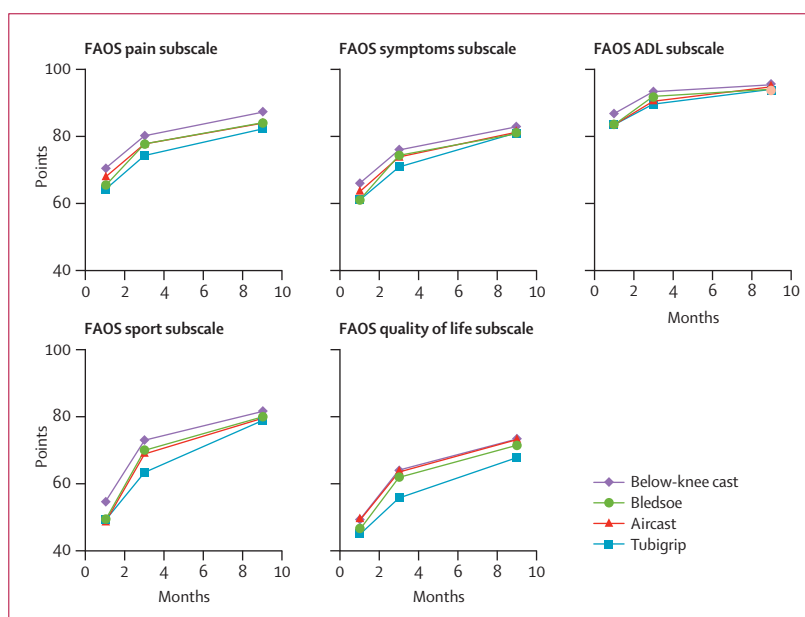 FAOS pain subscale
FAOS symptoms subscale
FAOS ADL subscale
100
80
60
40
Points
0 2 4 6 8 10
0 2 4 6 8 10
0 2 4 6 8 10
Months
FAOS sport subscale
FAOS quality of life subscale
100
80
60
40
Points
0 2 4 6 8 10
0 2 4 6 8 10
Months
Months
Below-knee cast
Bledsoe
Aircast
Tubigrip